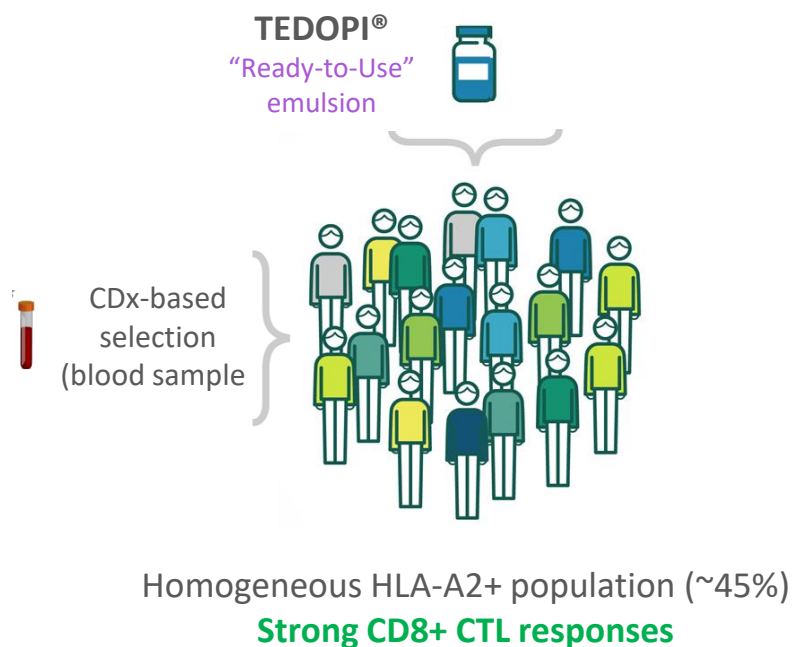 TEDOPI®
“Ready-to-Use”
emulsion
CDx-based
selection
(blood sample
Homogeneous HLA-A2+ population (~45%)
Strong CD8+ CTL responses